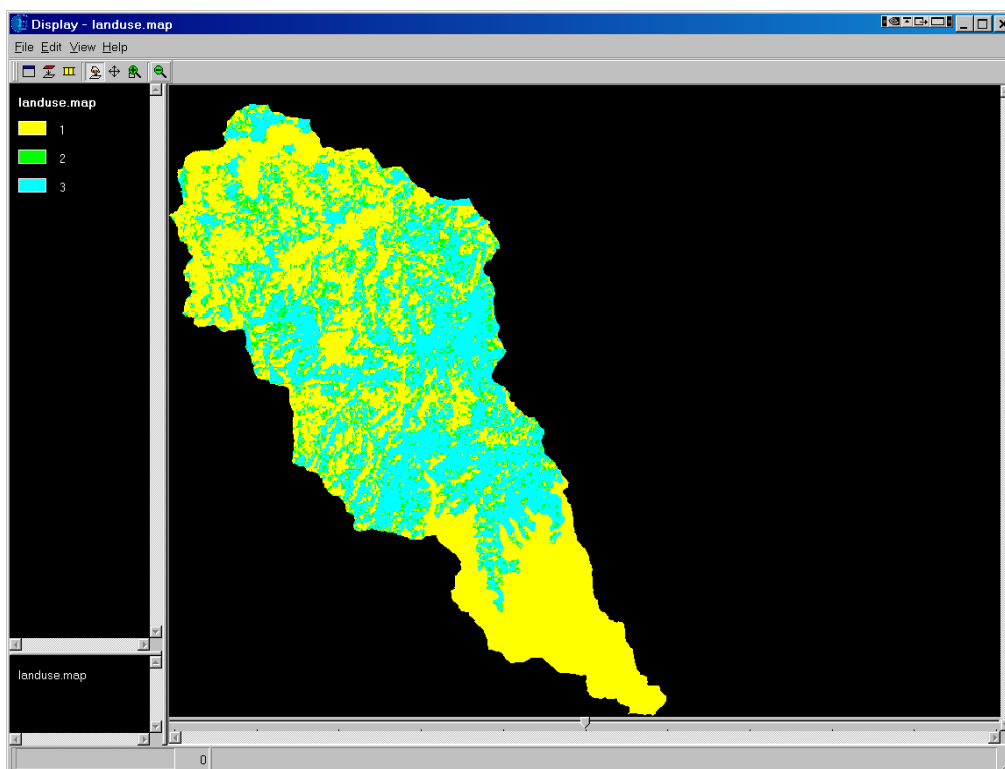 Display - landuse.map
File Edit View Help
landuse.map
1
2
3
landuse.map
0